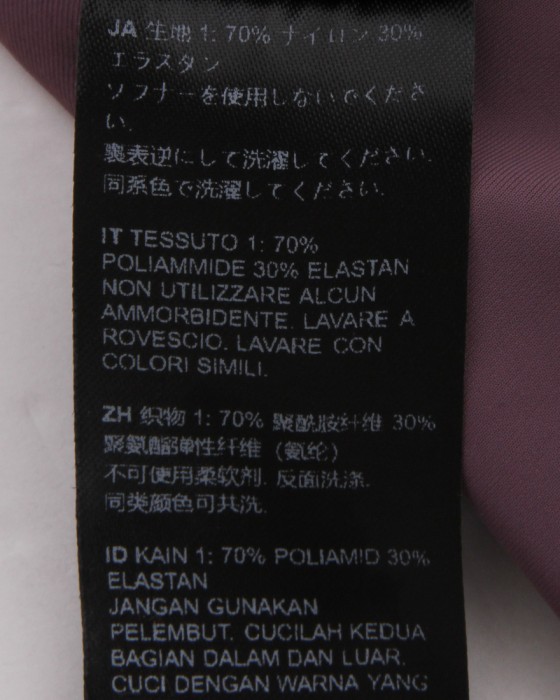 JA 生地 1: 70% ナイロン 30%
エラスタン
ソフナーを使用しないでくださ
い.
裏表逆にして洗濯してください.
同系色で洗濯してください.
IT TESSUTO 1: 70%
POLIAMMIDE 30% ELASTAN
NON UTILIZZARE ALCUN
AMMORBIDENTE. LAVARE A
ROVESCIO. LAVARE CON
COLORI SIMILI.
ZH 织物 1: 70% 聚酰胺纤维 30%
聚氨酯弹性纤维（氨纶）
不可使用柔软剂. 反面洗涤.
同类颜色可共洗.
ID KAIN 1: 70% POLIAMID 30%
ELASTAN
JANGAN GUNAKAN
PELEMBUT. CUCILAH KEDUA
BAGIAN DALAM DAN LUAR.
CUCI DENGAN WARNA YANG